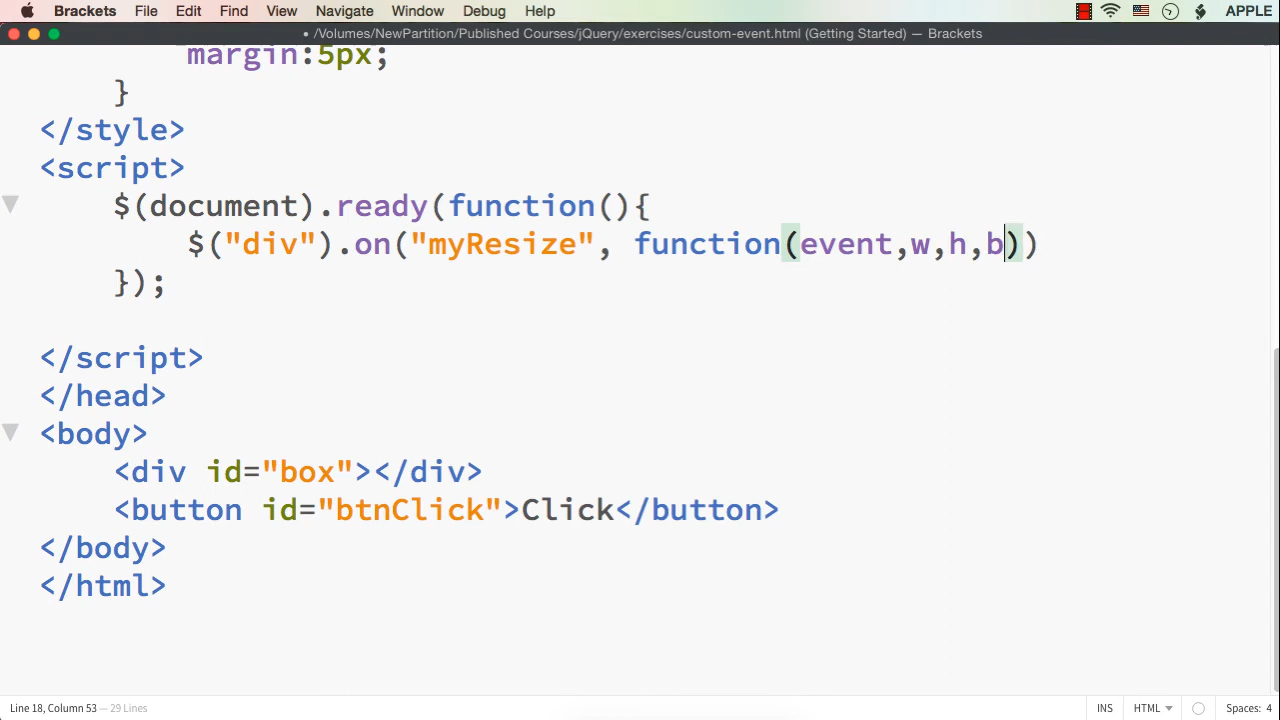 Brackets File Edit Find View Navigate Window Debug Help APPLE
• /Volumes/NewPartition/Published Courses/jQuery/exercises/custom-event.html (Getting Started) — Brackets
margin:5px;
}
</style>
<script>
$(document).ready(function(){
$("div").on("myResize", function(event,w,h,b))
});
</script>
</head>
<body>
<div id="box"></div>
<button id="btnClick">Click</button>
</body>
</html>
Line 18, Column 53 — 29 Lines INS HTML Spaces: 4